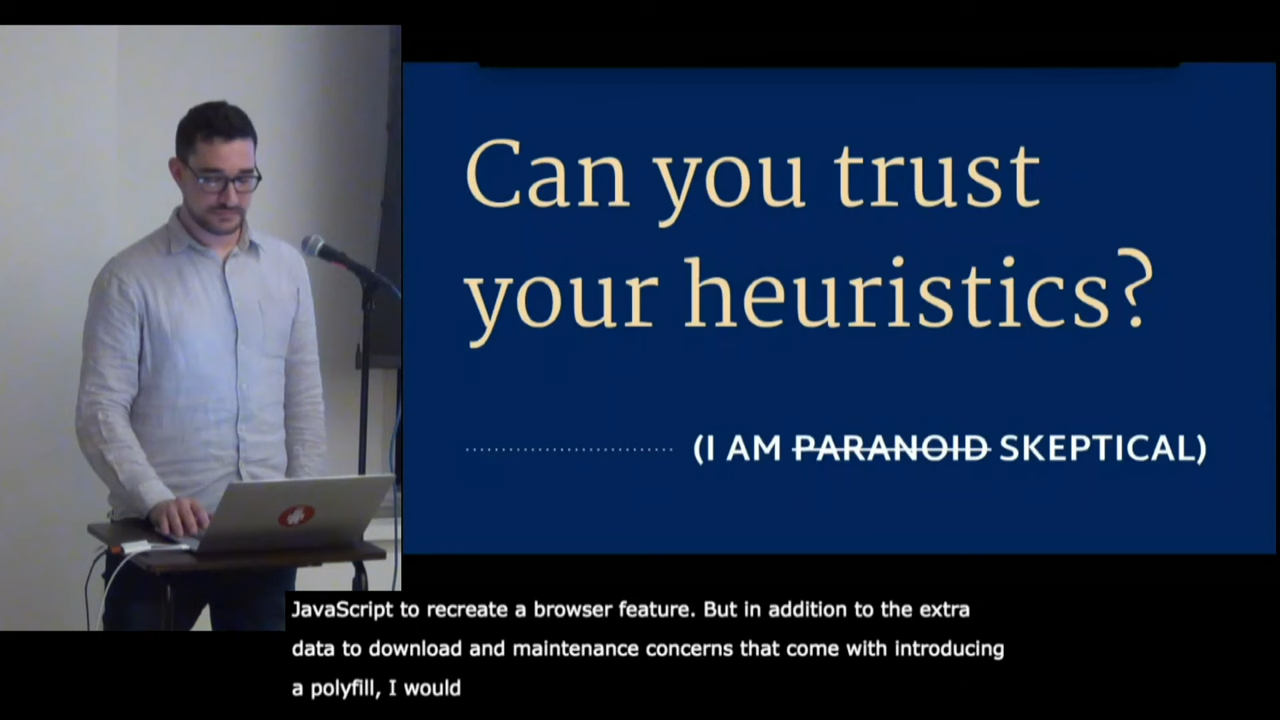 Can you trust
your heuristics?
(I AM PARANOID SKEPTICAL)
JavaScript to recreate a browser feature. But in addition to the extra
data to download and maintenance concerns that come with introducing
a polyfill, I would